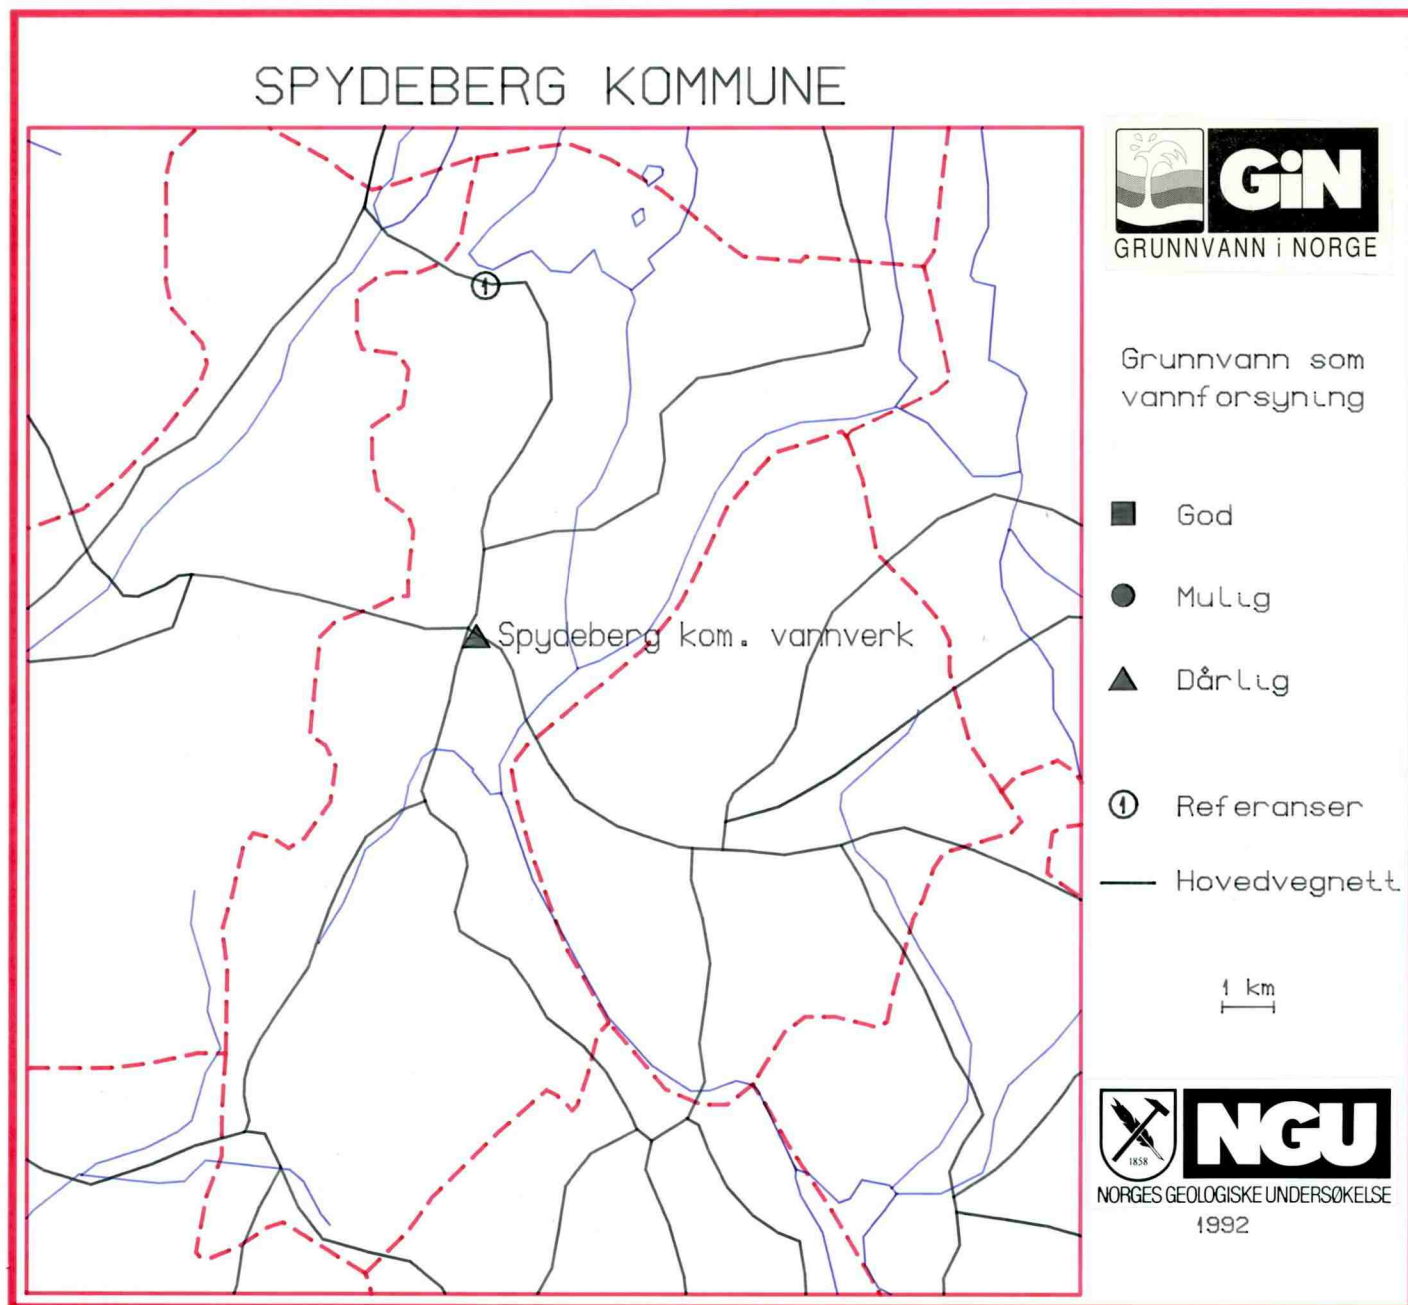 SPYDEBERG KOMMUNE
GiN
GRUNNVANN i NORGE
Grunnvann som
vannforsyning
God
Mulig
Dårlig
1 Referanser
Hovedvegnett
1 km
1
Spydeberg kom. vannverk
1858
NGU
NORGES GEOLOGISKE UNDERSØKELSE
1992